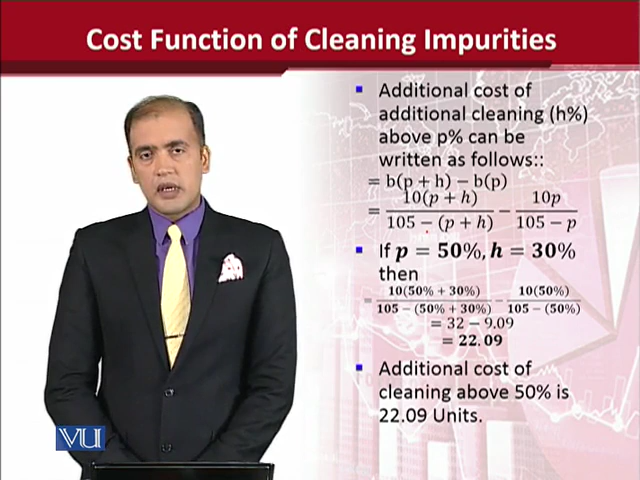 Cost Function of Cleaning Impurities
▪ Additional cost of
additional cleaning (h%)
above p% can be
written as follows::
= b(p + h) − b(p)
= 10(p + h) / 105 − (p + h) − 10p / 105 − p
▪ If p = 50%, h = 30%
then
= 10(50% + 30%) / 105 − (50% + 30%) − 10(50%) / 105 − (50%)
= 32 − 9.09
= 22.09
▪ Additional cost of
cleaning above 50% is
22.09 Units.
VU